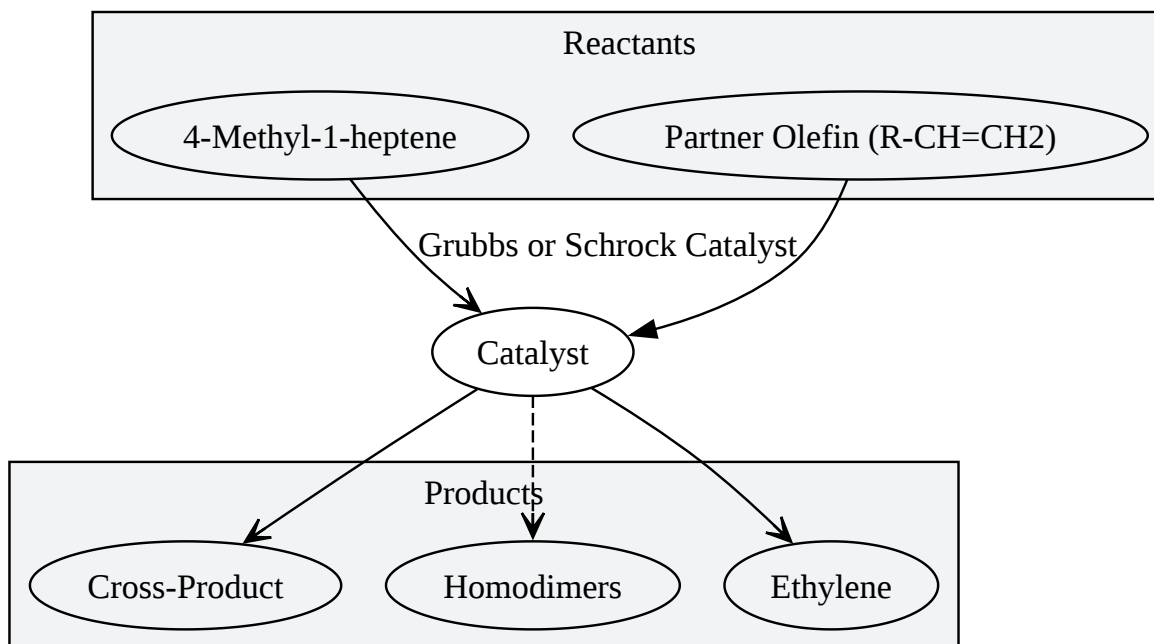 Reactants
4-Methyl-1-heptene
Partner Olefin (R-CH=CH2)
Grubbs or Schrock Catalyst
Catalyst
Products
Cross-Product
Homodimers
Ethylene